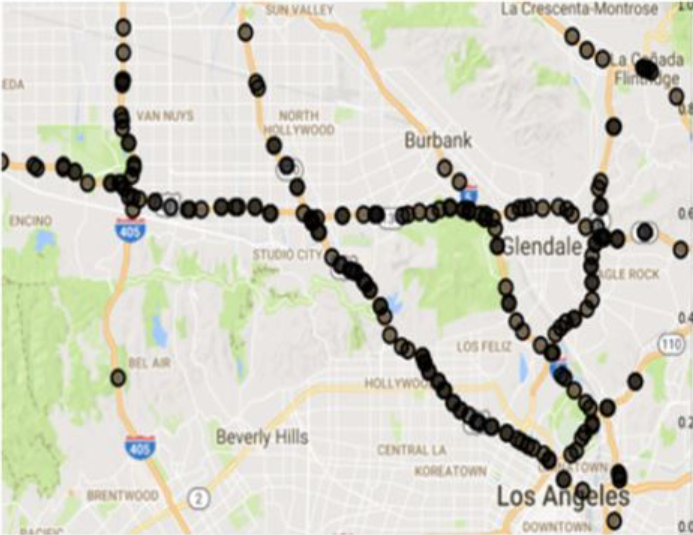 La Crescenta-Montrose
SUN VALLEY
La Cañada
Flintridge
EDA
VAN NUYS
NORTH
HOLLYWOOD
Burbank
0.6
ENCINO
405
5
STUDIO CITY
Glendale
EAGLE ROCK
0.4
110
LOS FELIZ
BEL AIR
HOLLYWOOD
0.2
Beverly Hills
405
CENTRAL LA
KOREATOWN
CHINATOWN
BRENTWOOD
2
Los Angeles
PACIFIC
DOWNTOWN
0.0